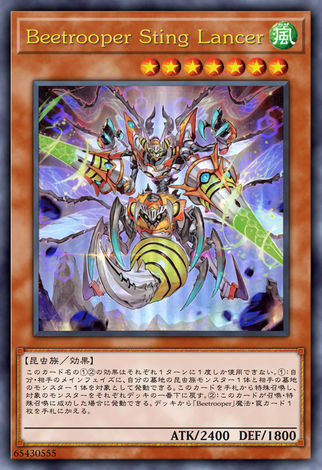 Beetrooper Sting Lancer
風
【昆虫族／効果】
このカード名の①②の効果はそれぞれ１ターンに１度しか使用できない。①：自
分・相手のメインフェイズに、自分の墓地の昆虫族モンスター１体と相手の墓地
のモンスター１体を対象として発動できる。このカードを手札から特殊召喚し、
対象のモンスターをそれぞれデッキの一番下に戻す。②：このカードが召喚・特
殊召喚に成功した場合に発動できる。デッキから「Beetrooper」魔法・罠カード１
枚を手札に加える。
ATK/2400 DEF/1800
65430555